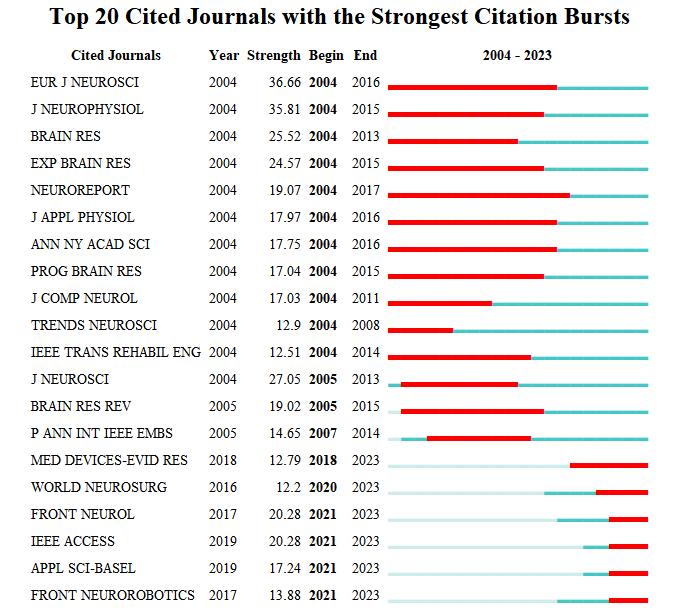 Top 20 Cited Journals with the Strongest Citation Bursts
Cited Journals Year Strength Begin End 2004 - 2023
EUR J NEUROSCI 2004 36.66 2004 2016
J NEUROPHYSIOL 2004 35.81 2004 2015
BRAIN RES 2004 25.52 2004 2013
EXP BRAIN RES 2004 24.57 2004 2015
NEUROREPORT 2004 19.07 2004 2017
J APPL PHYSIOL 2004 17.97 2004 2016
ANN NY ACAD SCI 2004 17.75 2004 2016
PROG BRAIN RES 2004 17.04 2004 2015
J COMP NEUROL 2004 17.03 2004 2011
TRENDS NEUROSCI 2004 12.9 2004 2008
IEEE TRANS REHABIL ENG 2004 12.51 2004 2014
J NEUROSCI 2004 27.05 2005 2013
BRAIN RES REV 2005 19.02 2005 2015
P ANN INT IEEE EMBS 2005 14.65 2007 2014
MED DEVICES-EVID RES 2018 12.79 2018 2023
WORLD NEUROSURG 2016 12.2 2020 2023
FRONT NEUROL 2017 20.28 2021 2023
IEEE ACCESS 2019 20.28 2021 2023
APPL SCI-BASEL 2019 17.24 2021 2023
FRONT NEUROROBOTICS 2017 13.88 2021 2023